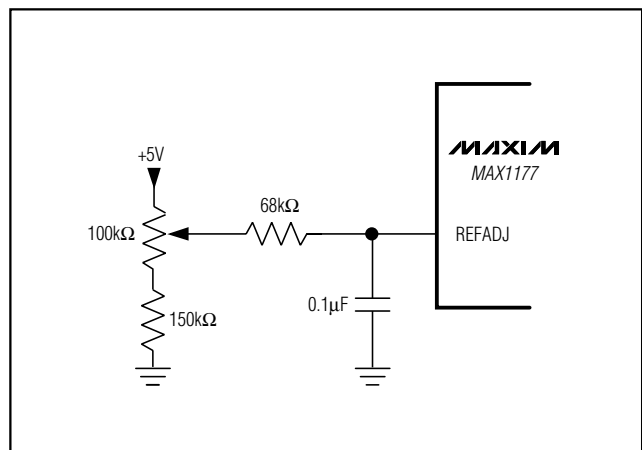 MAXIM
MAX1177
+5V
68kΩ
100kΩ
REFADJ
0.1μF
150kΩ